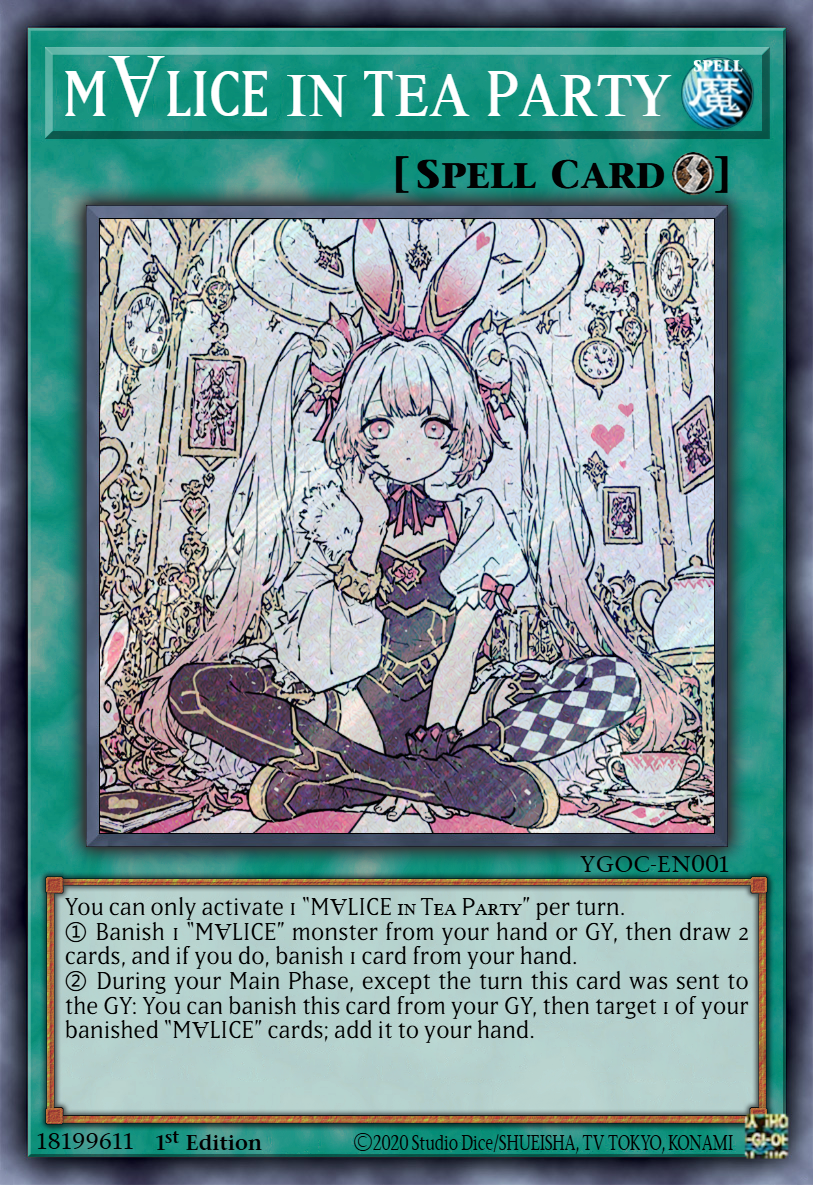 M∀LICE IN TEA PARTY
SPELL
魔
[SPELL CARD]
YGOC-EN001
You can only activate 1 "M∀LICE IN TEA PARTY" per turn.
① Banish 1 "M∀LICE" monster from your hand or GY, then draw 2
cards, and if you do, banish 1 card from your hand.
② During your Main Phase, except the turn this card was sent to
the GY: You can banish this card from your GY, then target 1 of your
banished "M∀LICE" cards; add it to your hand.
18199611 1st Edition ©2020 Studio Dice/SHUEISHA, TV TOKYO, KONAMI